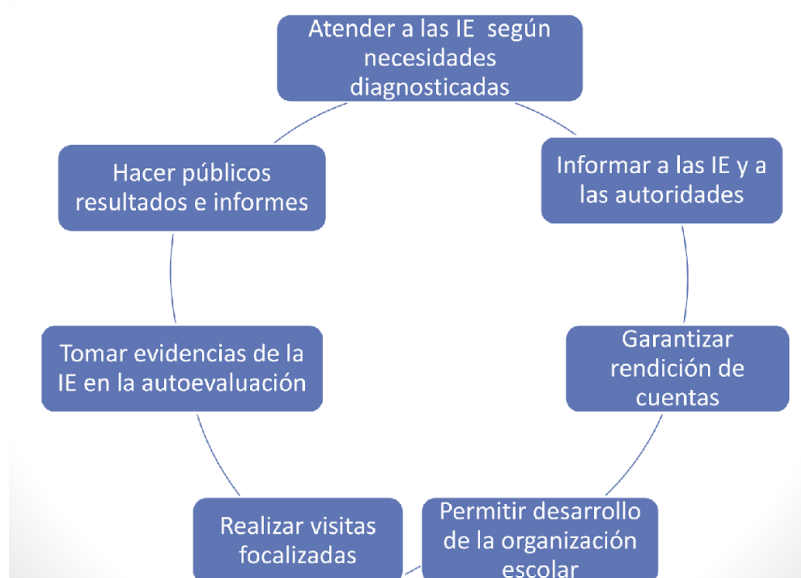 Atender a las IE según
necesidades
diagnosticadas
Informar a las IE y a
las autoridades
Garantizar
rendición de
cuentas
Permitir desarrollo
de la organización
escolar
Realizar visitas
focalizadas
Tomar evidencias de la
IE en la autoevaluación
Hacer públicos
resultados e informes